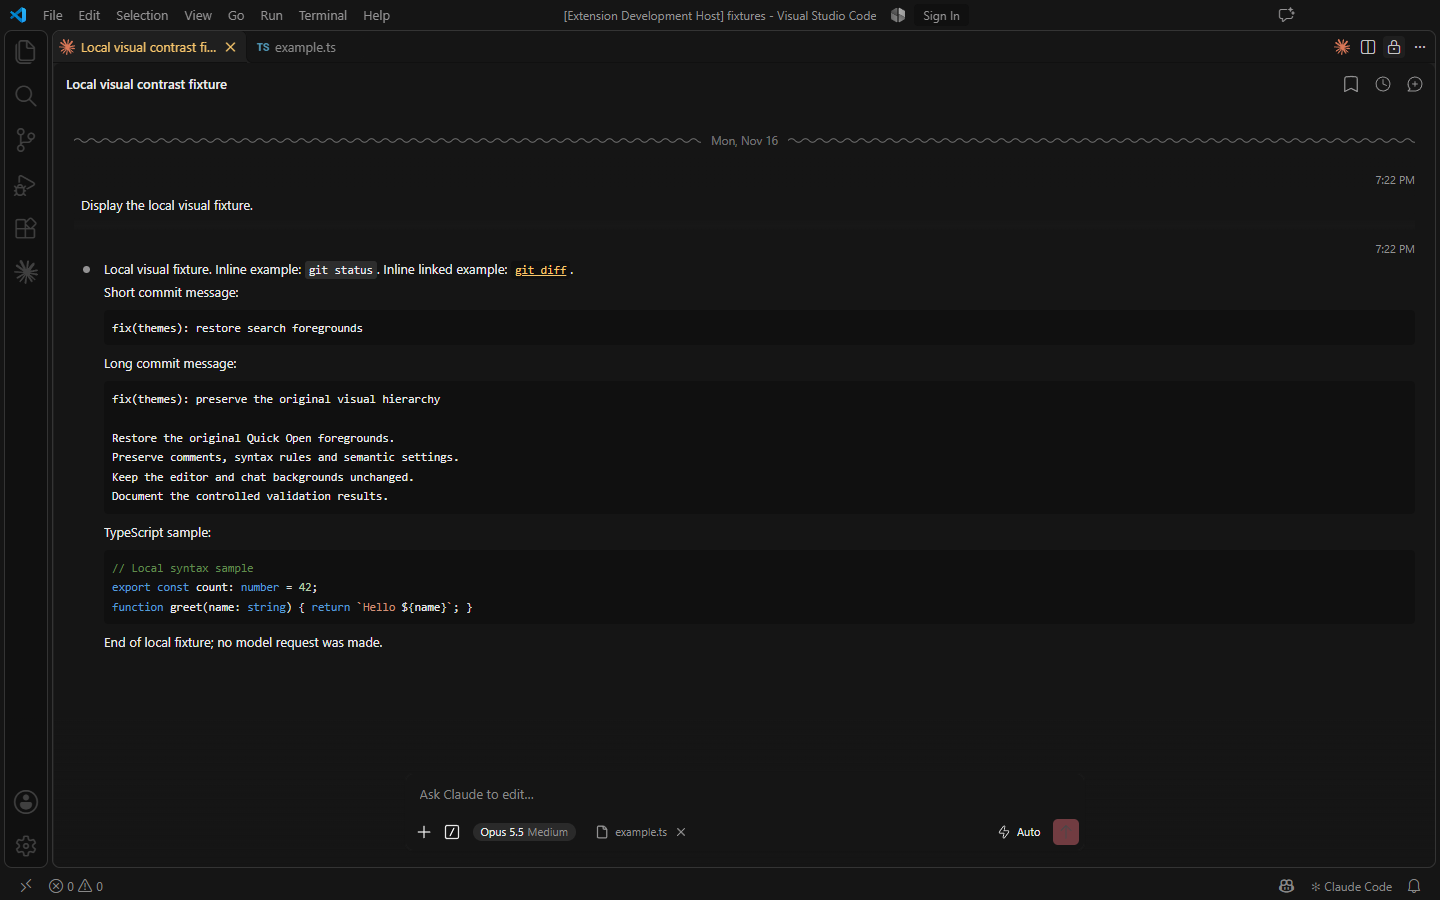 File Edit Selection View Go Run Terminal Help
[Extension Development Host] fixtures - Visual Studio Code
Sign In
Local visual contrast fi...
TS example.ts
Local visual contrast fixture
Mon, Nov 16
7:22 PM
Display the local visual fixture.
7:22 PM
Local visual fixture. Inline example: git status. Inline linked example: git diff.
Short commit message:
fix(themes): restore search foregrounds
Long commit message:
fix(themes): preserve the original visual hierarchy
Restore the original Quick Open foregrounds.
Preserve comments, syntax rules and semantic settings.
Keep the editor and chat backgrounds unchanged.
Document the controlled validation results.
TypeScript sample:
// Local syntax sample
export const count: number = 42;
function greet(name: string) { return `Hello ${name}`; }
End of local fixture; no model request was made.
Ask Claude to edit...
Opus 5.5 Medium
example.ts
Auto
0 0
Claude Code